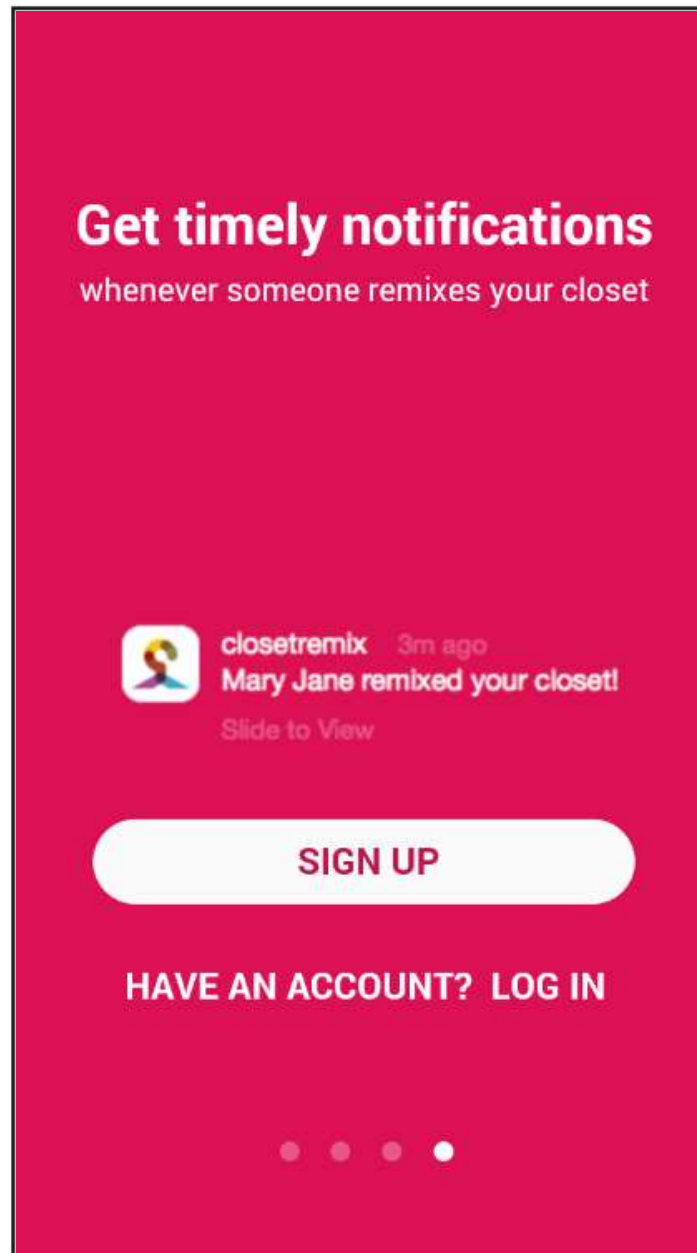 Get timely notifications
whenever someone remixes your closet
closetremix 3m ago
Mary Jane remixed your closet!
Slide to View
SIGN UP
HAVE AN ACCOUNT? LOG IN